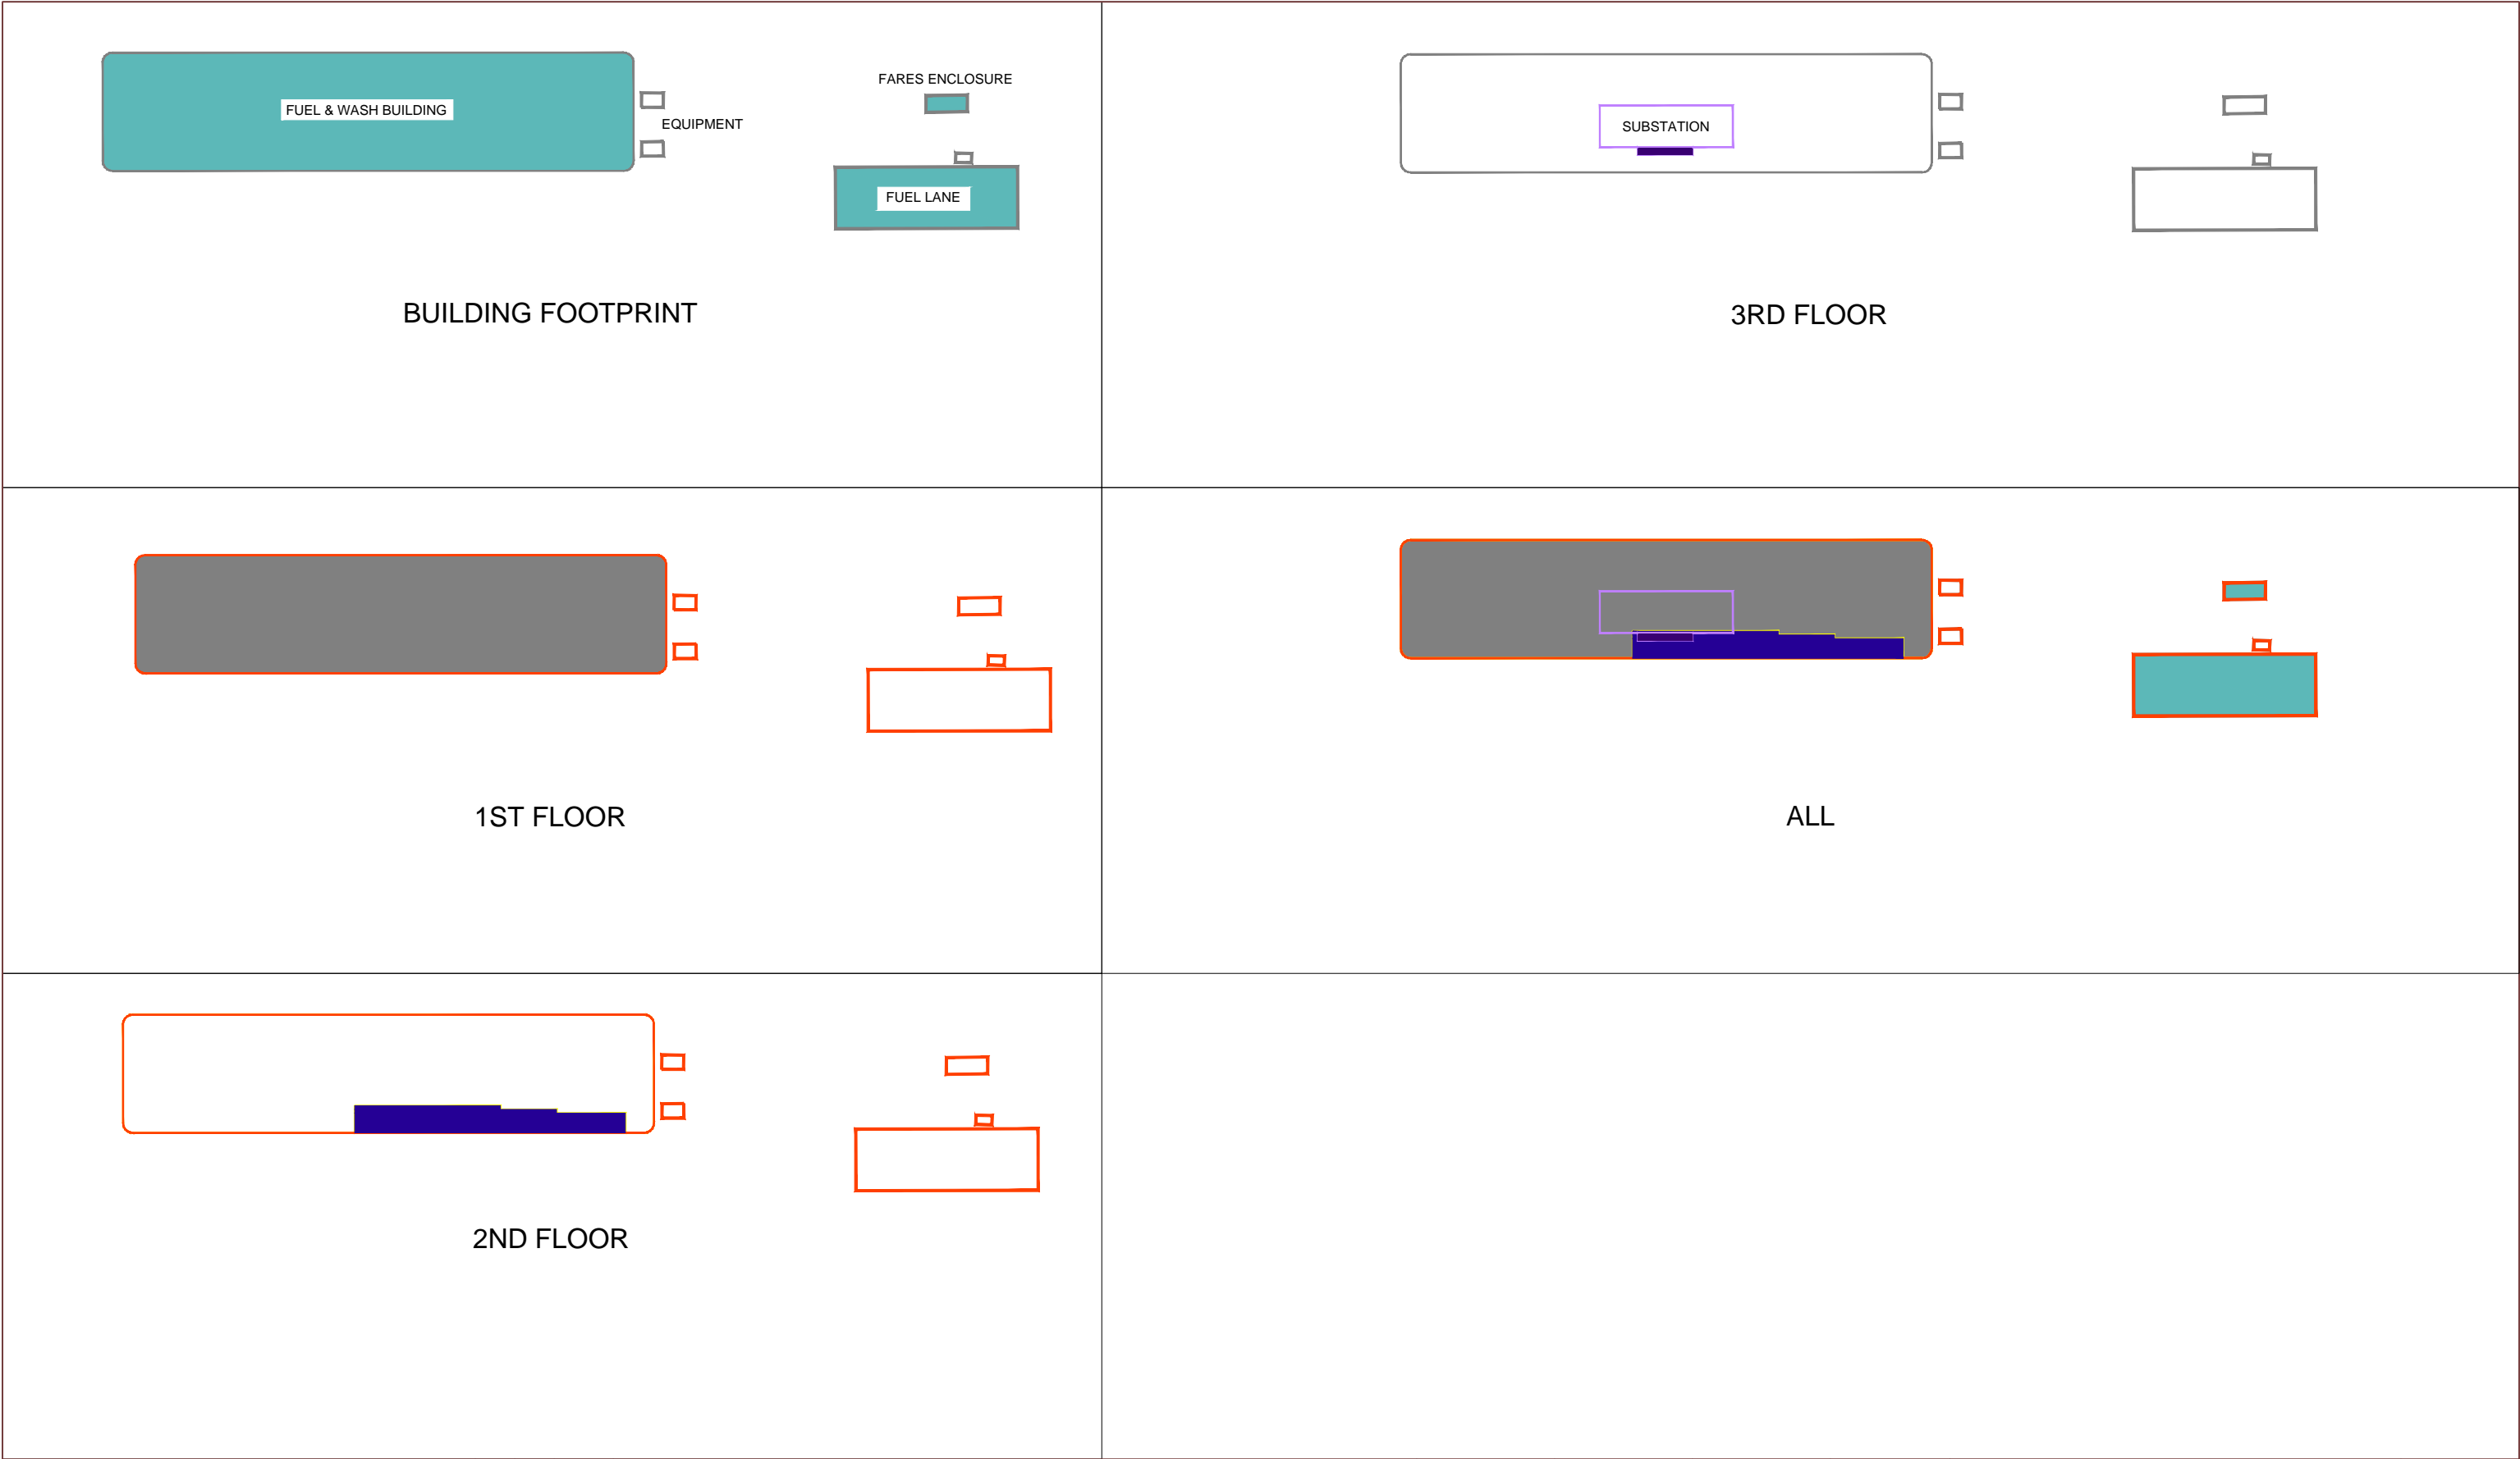 FUEL & WASH BUILDING
EQUIPMENT
FARES ENCLOSURE
FUEL LANE
BUILDING FOOTPRINT
SUBSTATION
3RD FLOOR
1ST FLOOR
ALL
2ND FLOOR